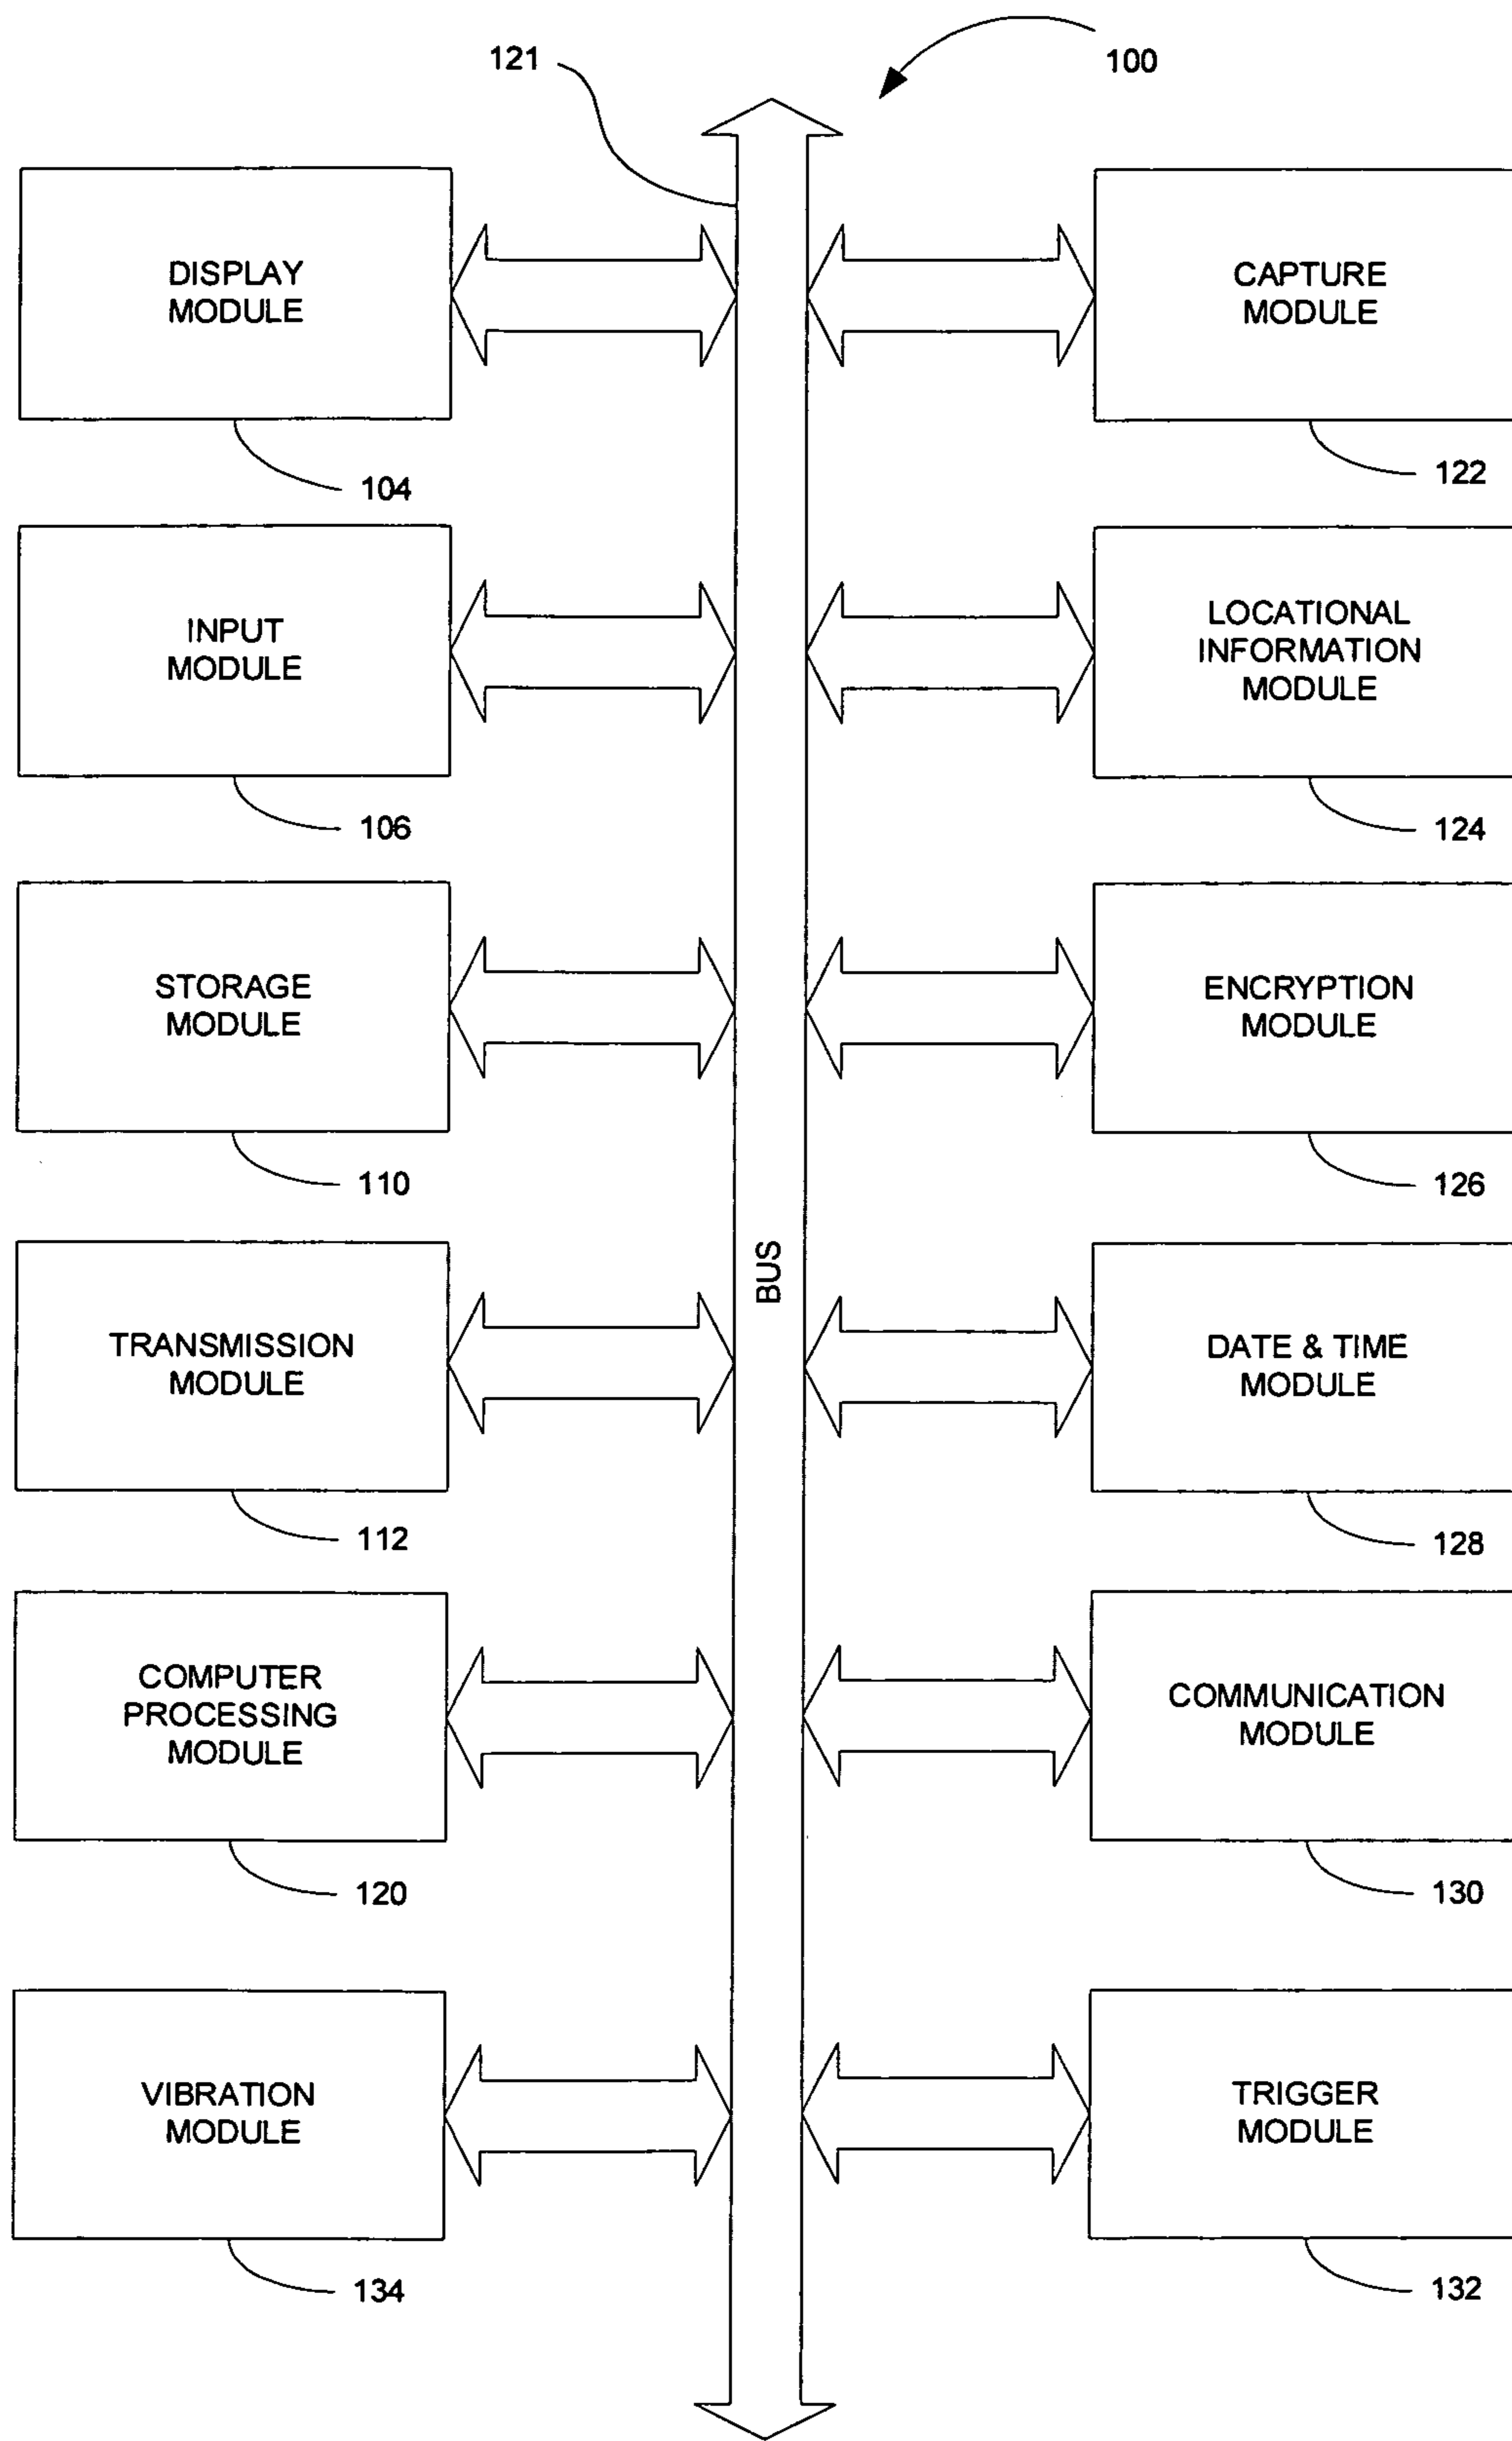 121
100
DISPLAY
MODULE
104
CAPTURE
MODULE
122
INPUT
MODULE
106
LOCATIONAL
INFORMATION
MODULE
124
STORAGE
MODULE
110
ENCRYPTION
MODULE
126
BUS
TRANSMISSION
MODULE
112
DATE & TIME
MODULE
128
COMPUTER
PROCESSING
MODULE
120
COMMUNICATION
MODULE
130
VIBRATION
MODULE
134
TRIGGER
MODULE
132